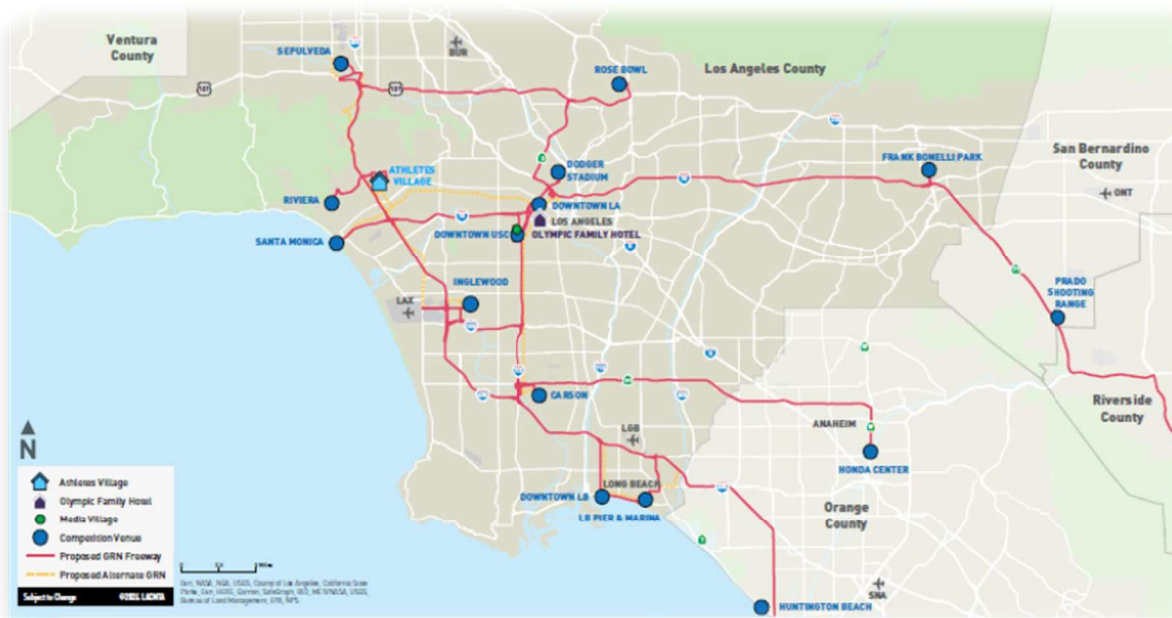 Ventura
County
SEPULVEDA
BUR
ROSE BOWL
Los Angeles County
101
101
San Bernardino
County
FRANK BONELLI PARK
ONT
DODGER
STADIUM
ATHLETES
VILLAGE
RIVIERA
DOWNTOWN LA
LOS ANGELES
OLYMPIC FAMILY HOTEL
DOWNTOWN USC
SANTA MONICA
INGLEWOOD
LAX
PRADO
SHOOTING
RANGE
Riverside
County
CARSON
ANAHEIM
LGB
HONDA CENTER
N
LONG BEACH
DOWNTOWN LB
LB PIER & MARINA
Orange
County
SNA
HUNTINGTON BEACH
Athletes Village
Olympic Family Hotel
Media Village
Competition Venue
Proposed GRN Freeway
Proposed Alternate GRN
Subject to Change